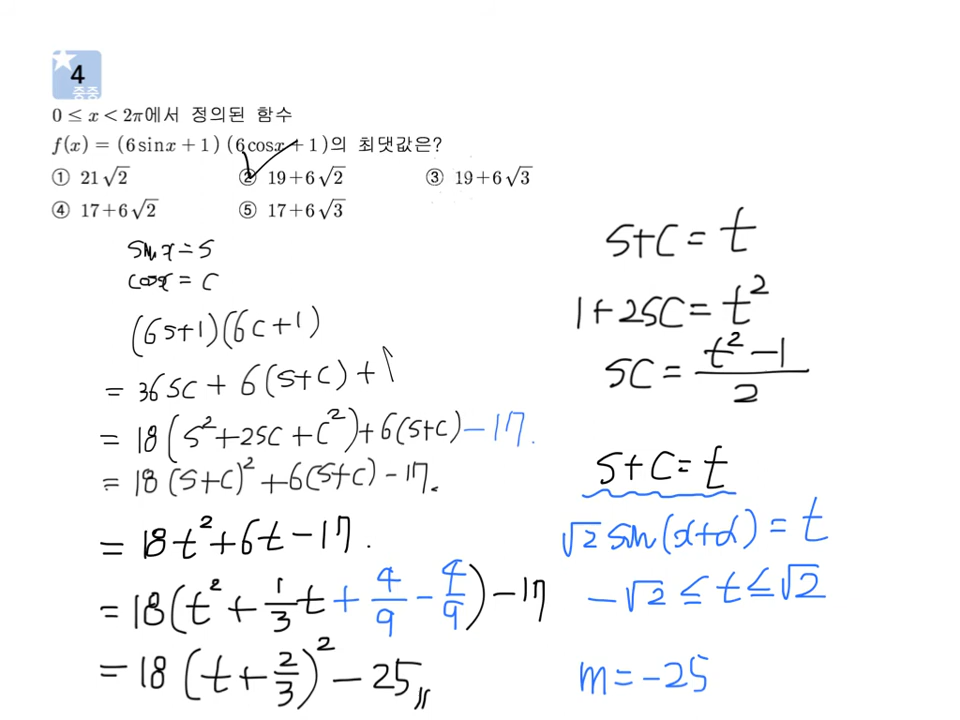 4
중중
0 ≤ x < 2π에서 정의된 함수
f(x) = (6sinx+1)(6cosx+1)의 최댓값은?
① 21√2 ② 19+6√2 ③ 19+6√3
④ 17+6√2 ⑤ 17+6√3
sinx = s
cosx = c
(6s+1)(6c+1)
= 36sc + 6(s+c) + 1
= 18(s²+2sc+c²)+6(s+c)-17.
= 18(s+c)²+6(s+c)-17.
= 18t²+6t-17.
= 18(t²+1/3t+4/9-4/9)-17
= 18(t+2/3)²-25
s+c=t
1+2sc=t²
sc=(t²-1)/2
s+c=t
√2 sin(x+α)=t
-√2≤t≤√2
m=-25